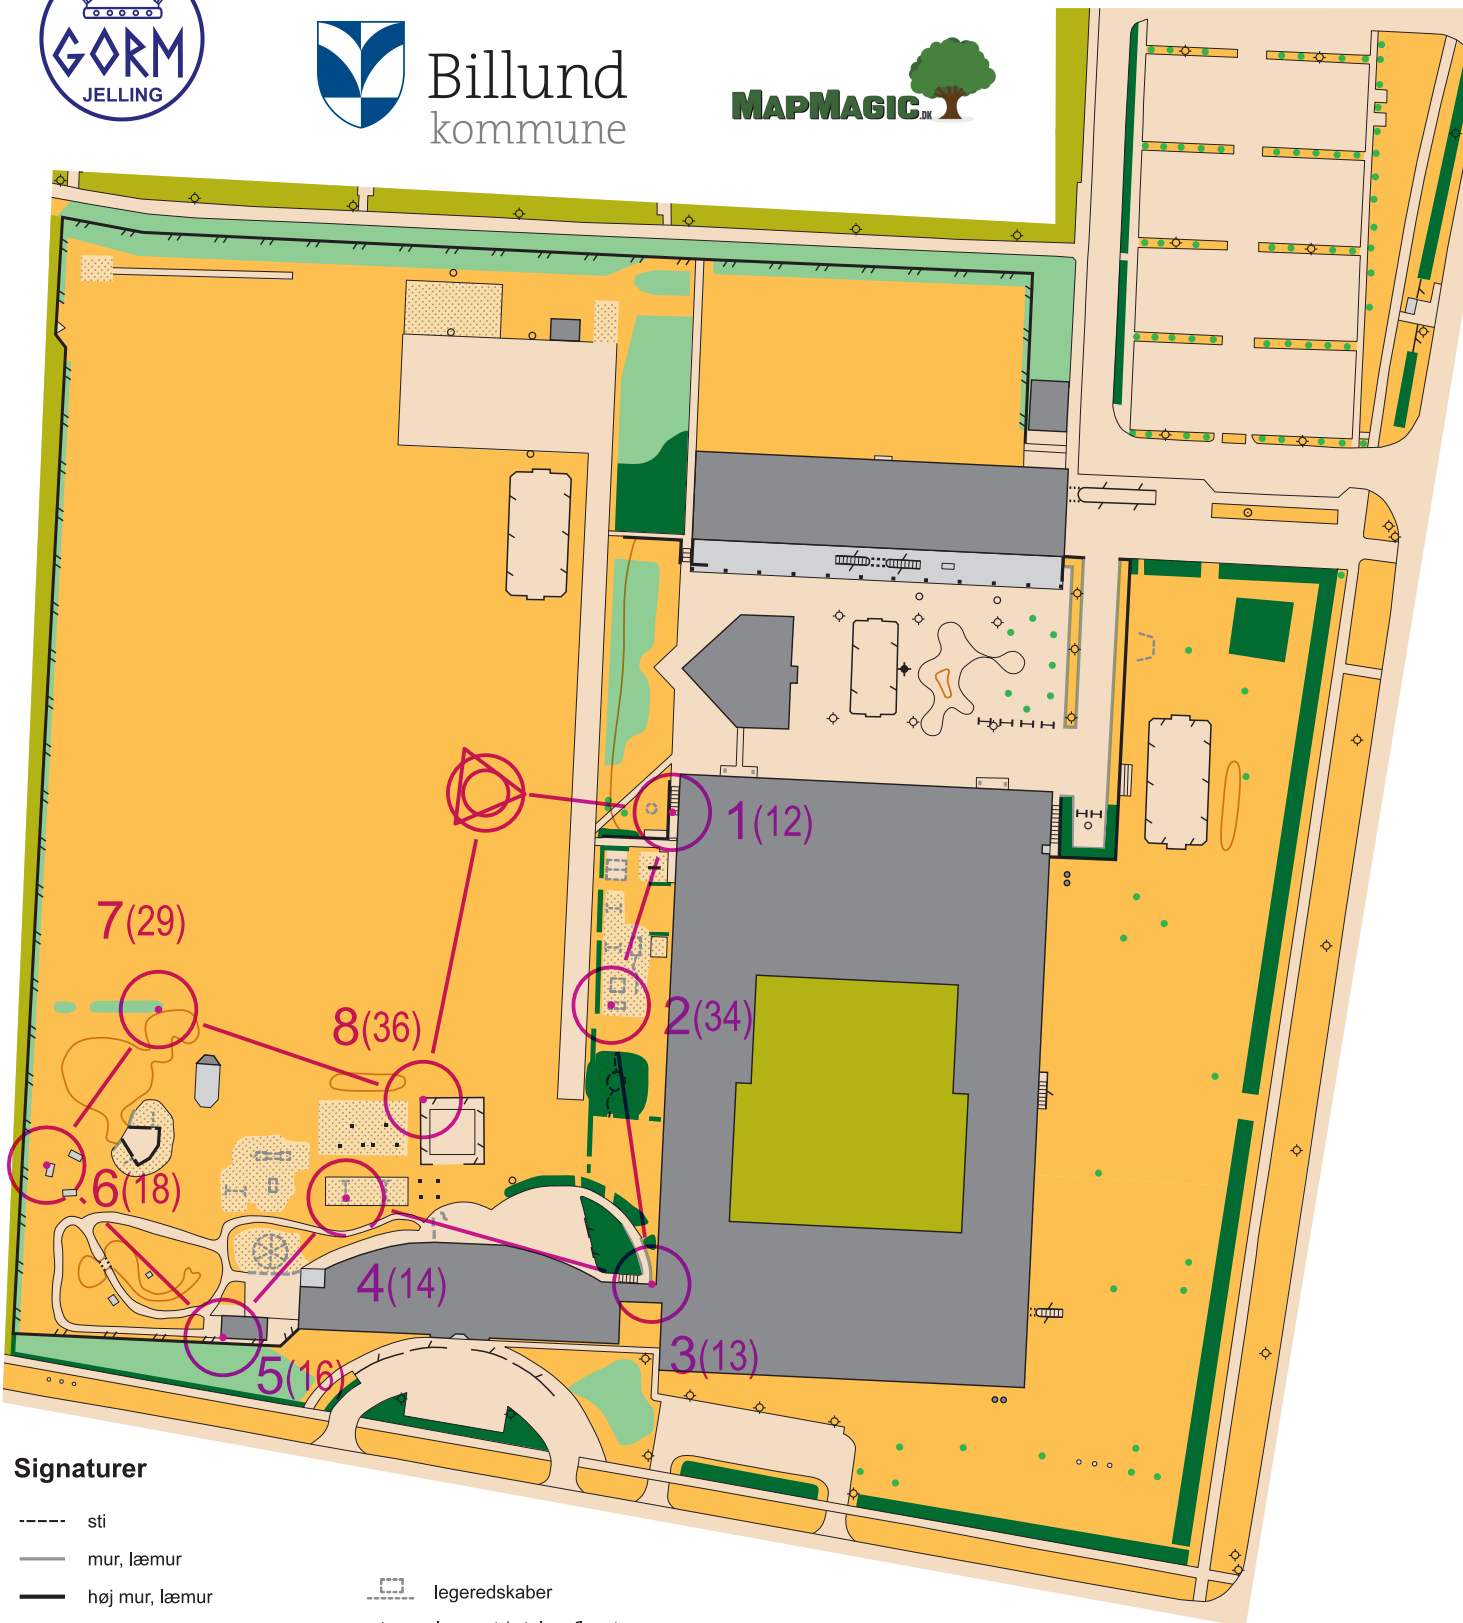 GORM
JELLING
Billund
kommune
MAPMAGIC.DK
1(12)
7(29)
8(36)
2(34)
6(18)
4(14)
3(13)
5(16)
Signaturer
sti
mur, læmur
høj mur, læmur
legeredskaber